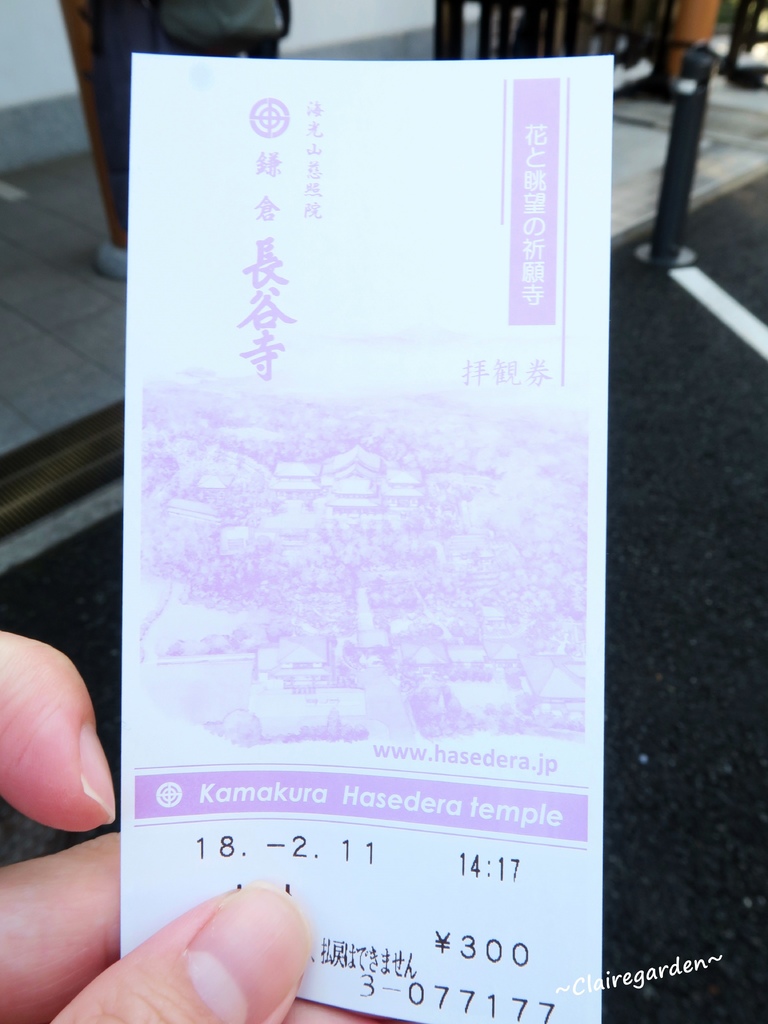 花と眺望の祈願寺
拝観券
海光山慈照院
鎌倉
長谷寺
www.hasedera.jp
Kamakura Hasedera temple
18. -2. 11 14:17
¥300
、払戻はできません
3-077177
~Clairegarden~